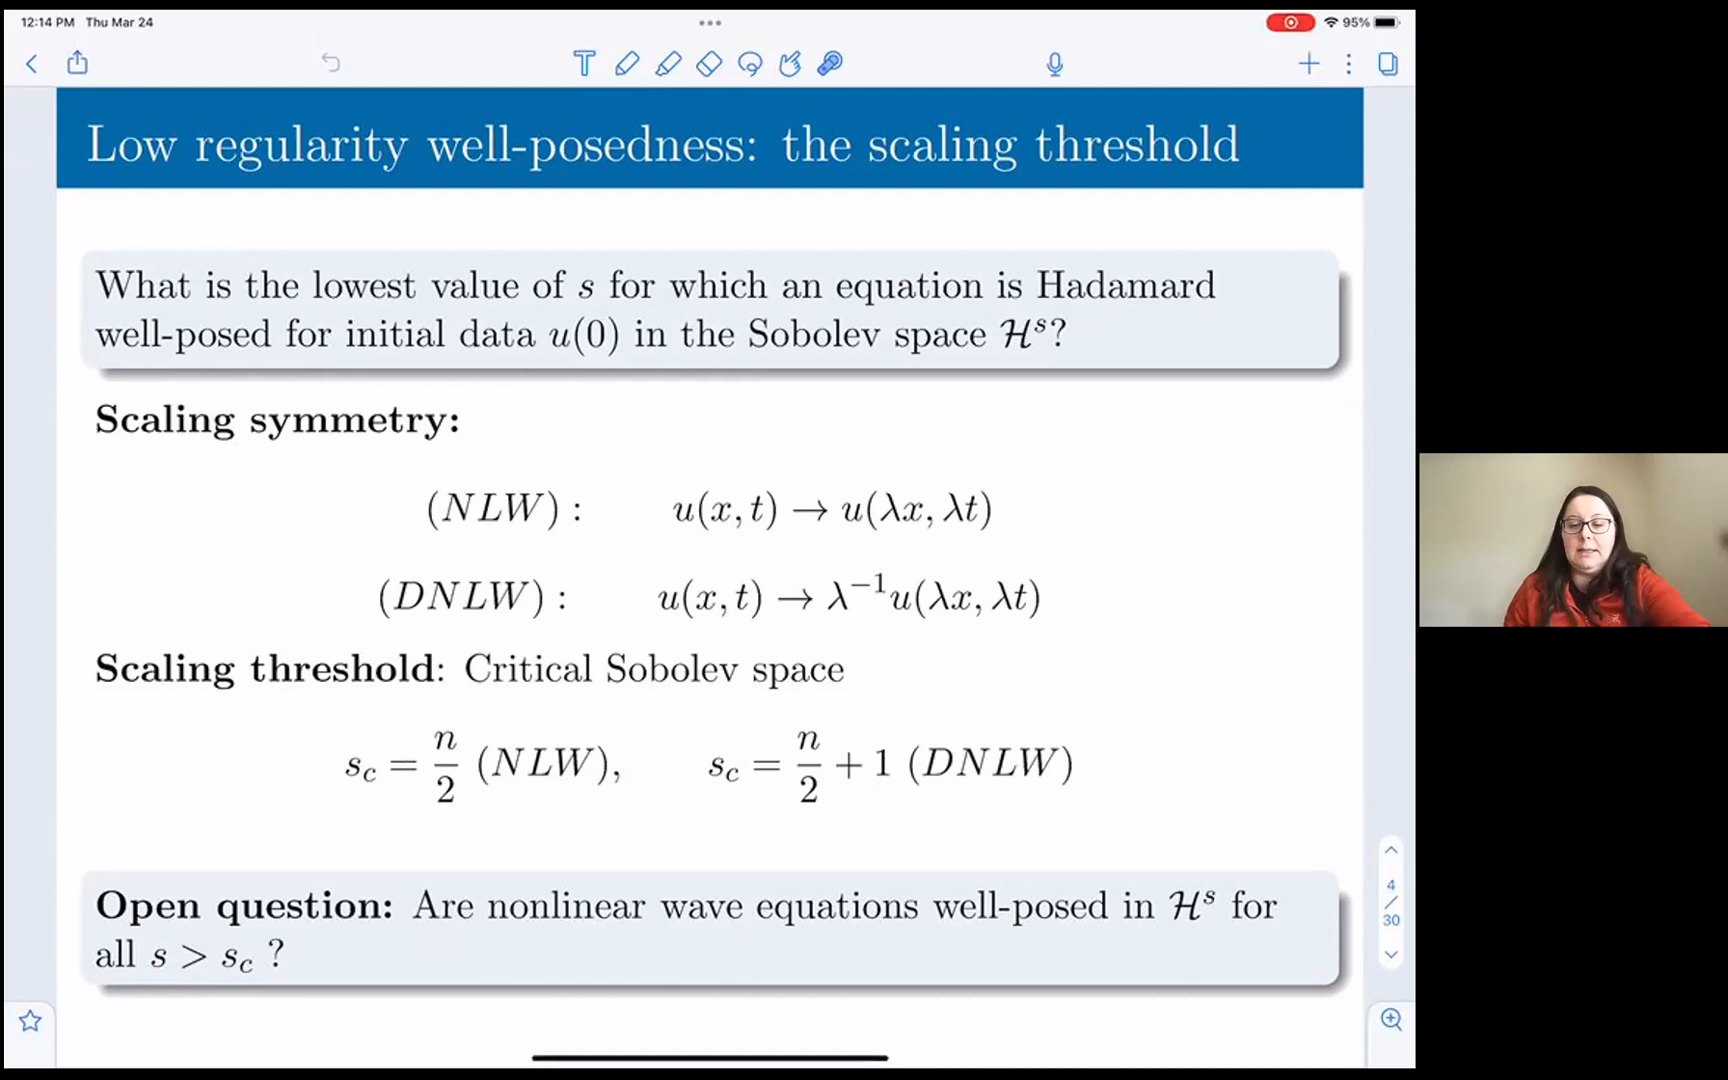 12:14 PM Thu Mar 24
95%
Low regularity well-posedness: the scaling threshold
What is the lowest value of s for which an equation is Hadamard
well-posed for initial data u(0) in the Sobolev space ℋˢ?
Scaling symmetry:
(NLW) : u(x, t) → u(λx, λt)
(DNLW) : u(x, t) → λ⁻¹u(λx, λt)
Scaling threshold: Critical Sobolev space
s_c = n/2 (NLW), s_c = n/2 + 1 (DNLW)
Open question: Are nonlinear wave equations well-posed in ℋˢ for
all s > s_c ?
4
/
30